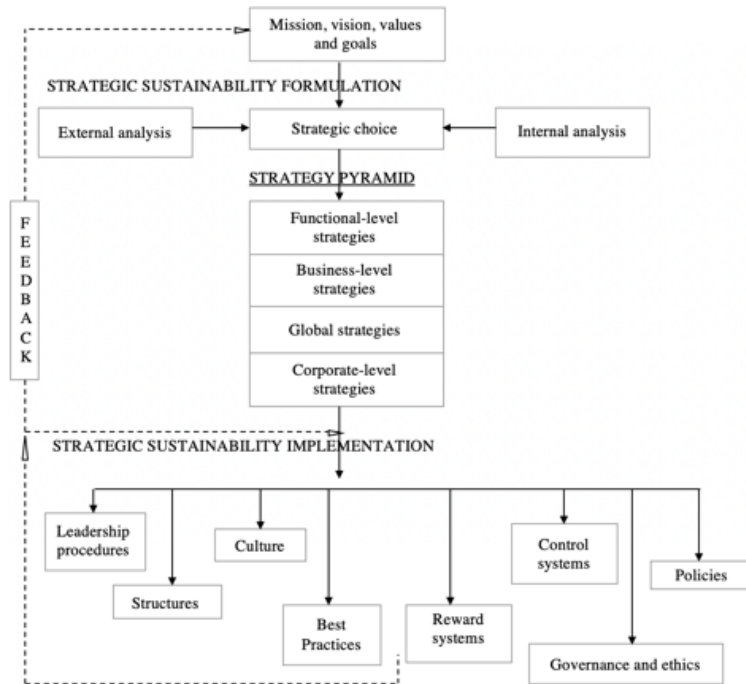 Mission, vision, values
and goals
STRATEGIC SUSTAINABILITY FORMULATION
External analysis
Strategic choice
Internal analysis
STRATEGY PYRAMID
FEEDBACK
Functional-level
strategies
Business-level
strategies
Global strategies
Corporate-level
strategies
STRATEGIC SUSTAINABILITY IMPLEMENTATION
Leadership
procedures
Structures
Culture
Best
Practices
Reward
systems
Control
systems
Governance and ethics
Policies